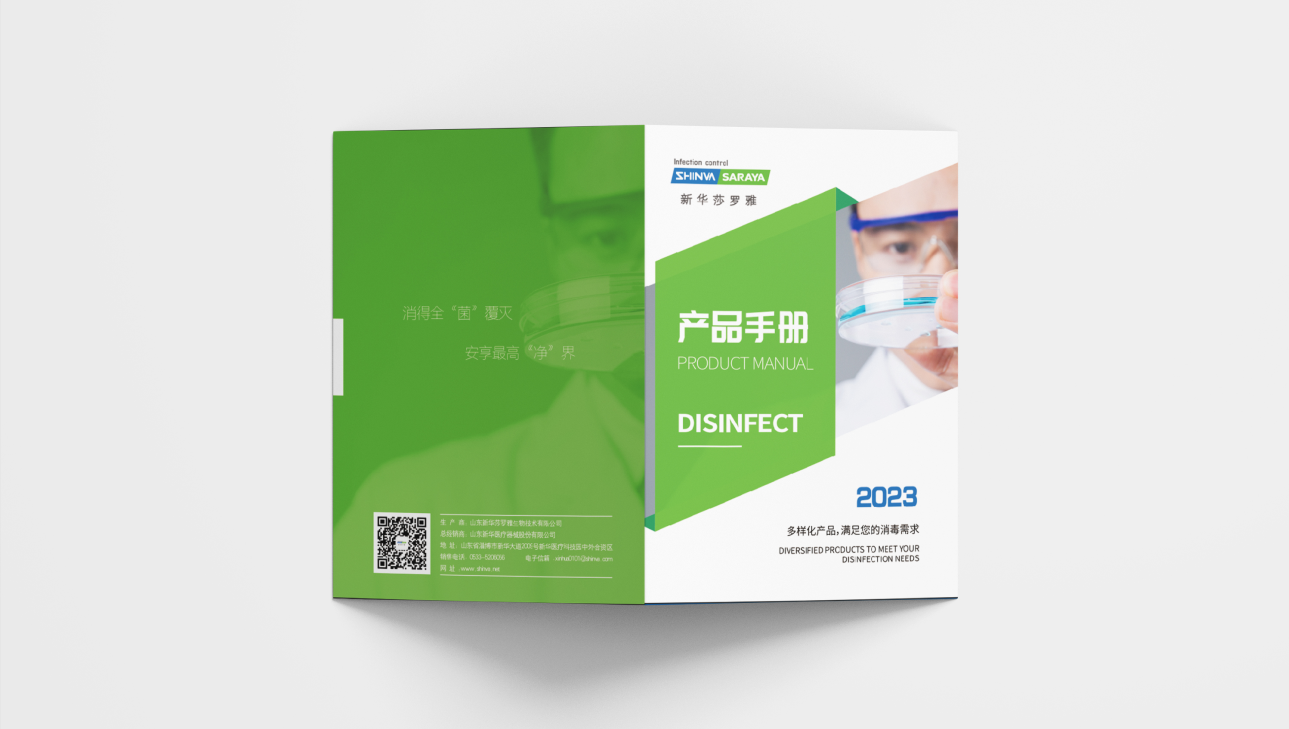 消得全“菌”覆灭
安享最高“净”界
生 产 商：山东新华莎罗雅生物技术有限公司
总经销商：山东新华医疗器械股份有限公司
地 址：山东省淄博市新华大道2009号新华医疗科技园中外合资区
销售电话：0533-5208096 电子信箱：
网 址：www.shinva.net
Infection control
SHINVA SARAYA
新华莎罗雅
产品手册
PRODUCT MANUAL
DISINFECT
2023
多样化产品,满足您的消毒需求
DIVERSIFIED PRODUCTS TO MEET YOUR
DISINFECTION NEEDS